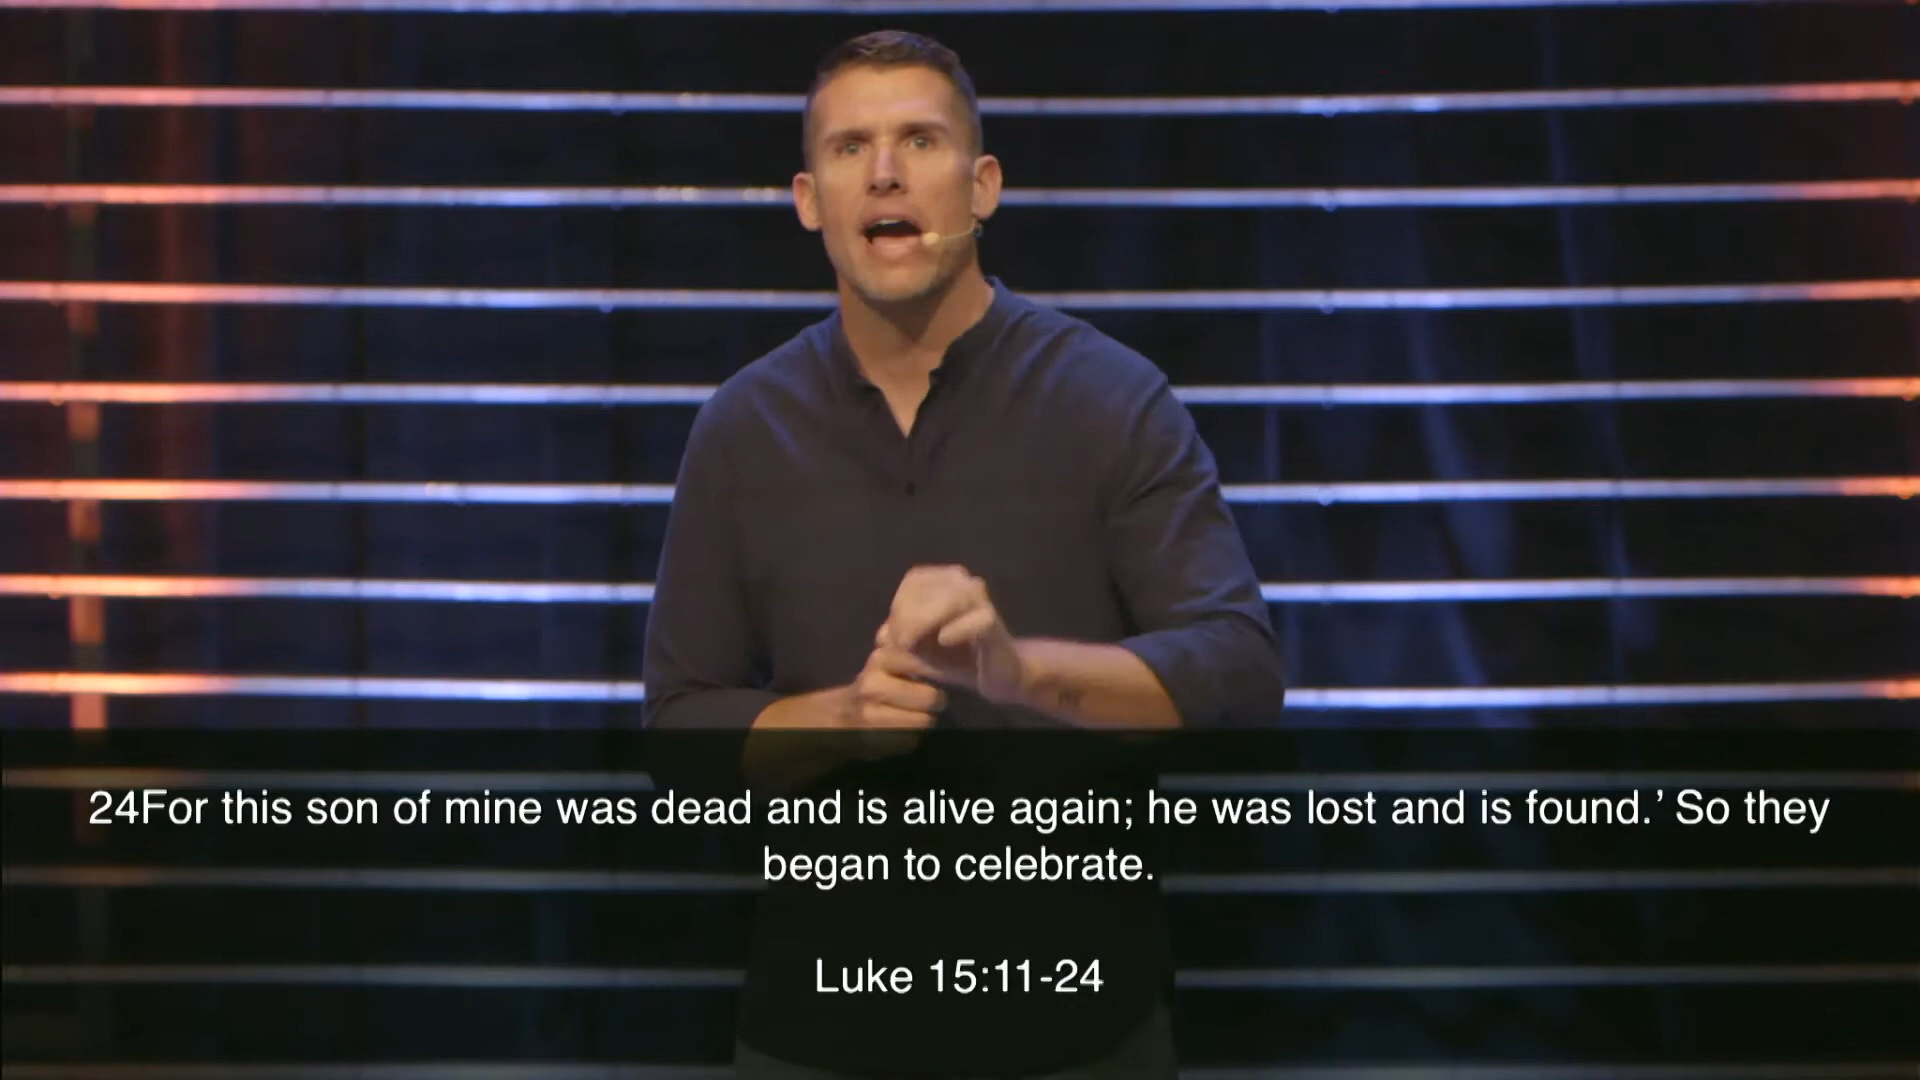 24For this son of mine was dead and is alive again; he was lost and is found.’ So they
began to celebrate.
Luke 15:11-24